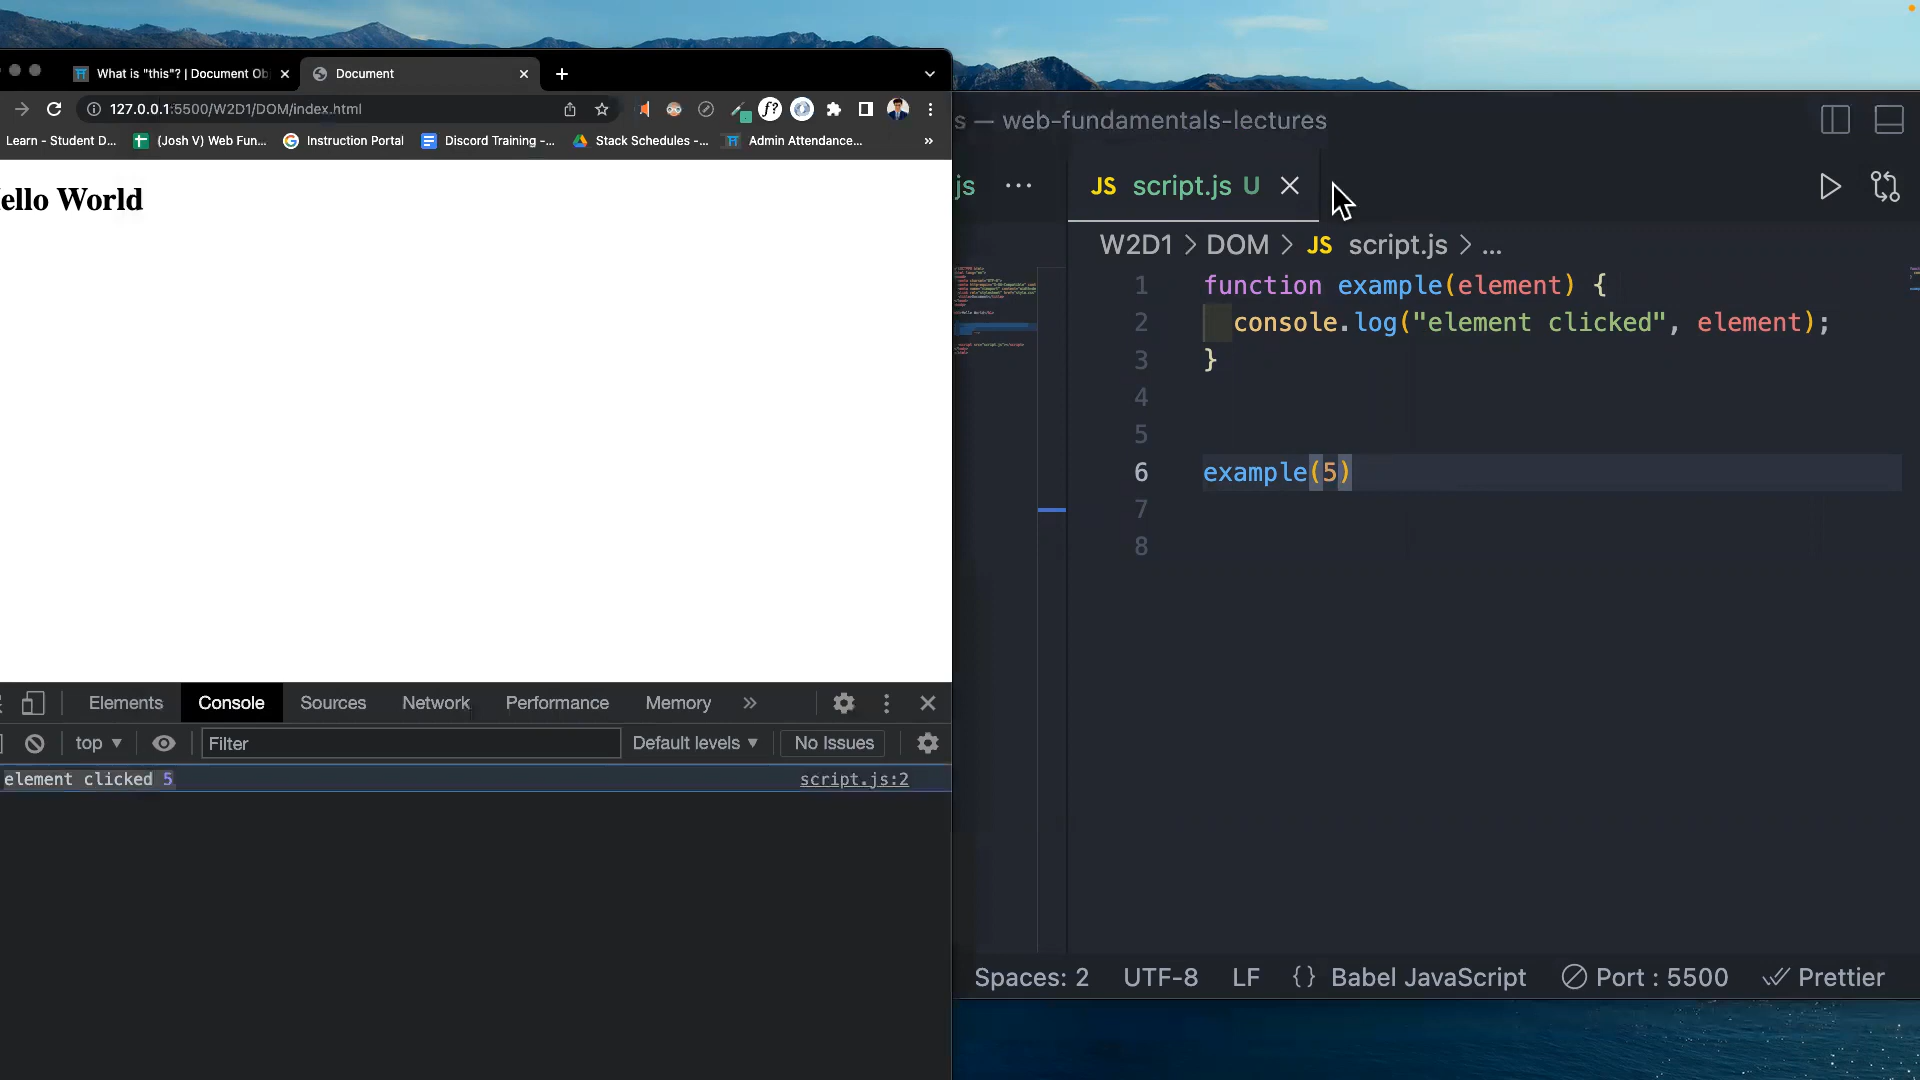 What is "this"? | Document Ob
Document
127.0.0.1:5500/W2D1/DOM/index.html
Learn - Student D...
(Josh V) Web Fun...
Instruction Portal
Discord Training -...
Stack Schedules -...
Admin Attendance...
»
ello World
Elements
Console
Sources
Network
Performance
Memory
»
top
Filter
Default levels
No Issues
element clicked 5
script.js:2
s — web-fundamentals-lectures
js
...
JS script.js U
W2D1 > DOM > JS script.js > ...
1 function example(element) {
2 console.log("element clicked", element);
3 }
4
5
6 example(5)
7
8
Spaces: 2
UTF-8
LF
{} Babel JavaScript
Port : 5500
Prettier